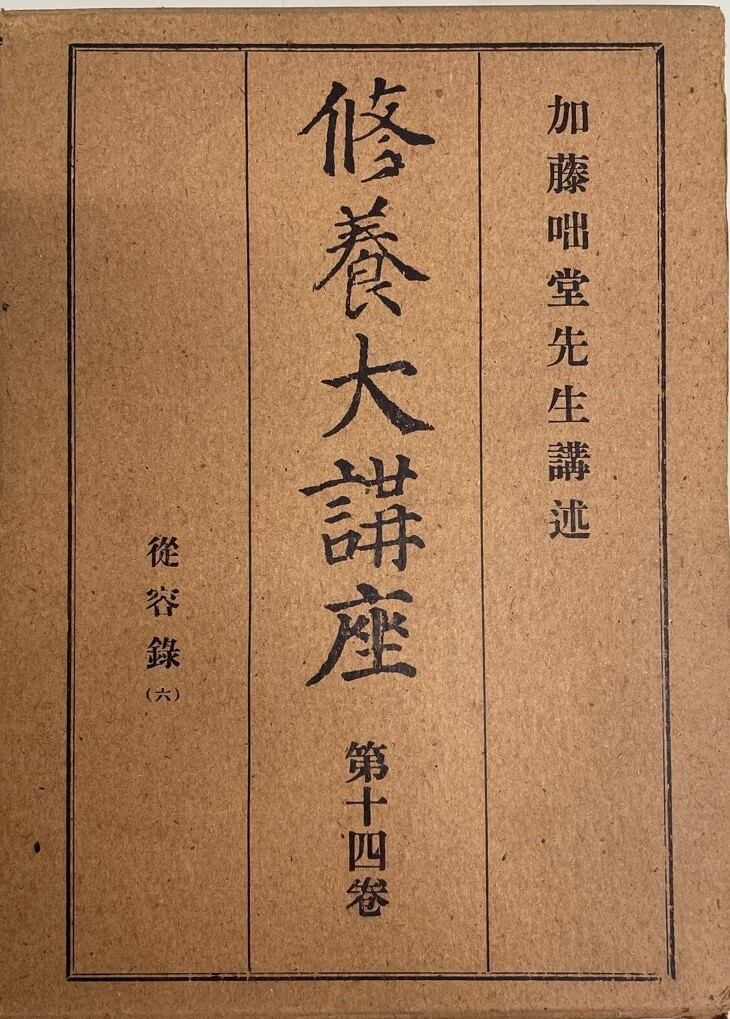 加藤咄堂先生講述
修養大講座 第十四卷
從容錄(六)